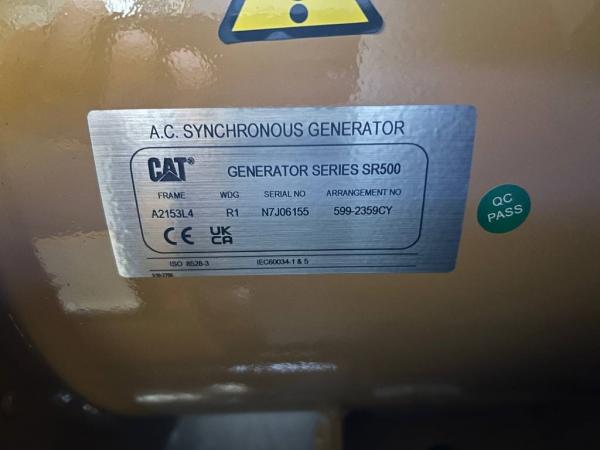 A.C. SYNCHRONOUS GENERATOR
CAT® GENERATOR SERIES SR500
FRAME WDG SERIAL NO ARRANGEMENT NO
A2153L4 R1 N7J06155 599-2359CY
CE UK CA
ISO 8528-3 IEC60034-1 & 5
QC
PASS